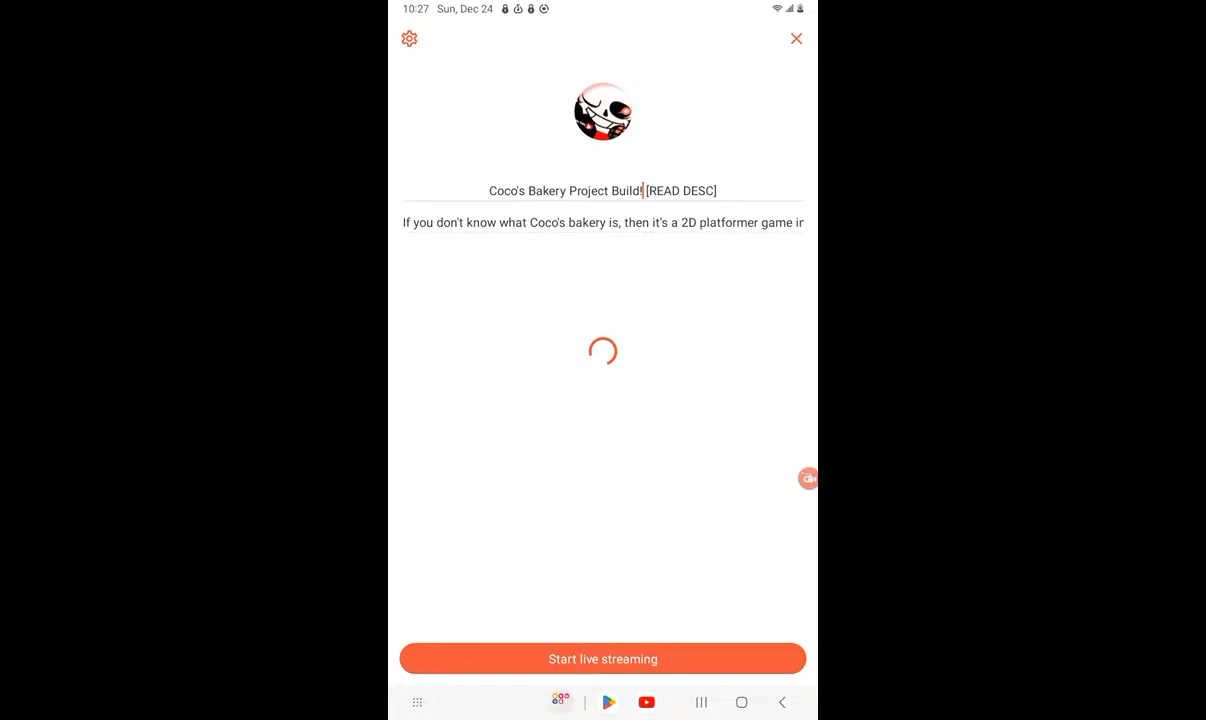 10:27 Sun, Dec 24
Coco's Bakery Project Build! [READ DESC]
If you don't know what Coco's bakery is, then it's a 2D platformer game in
Start live streaming